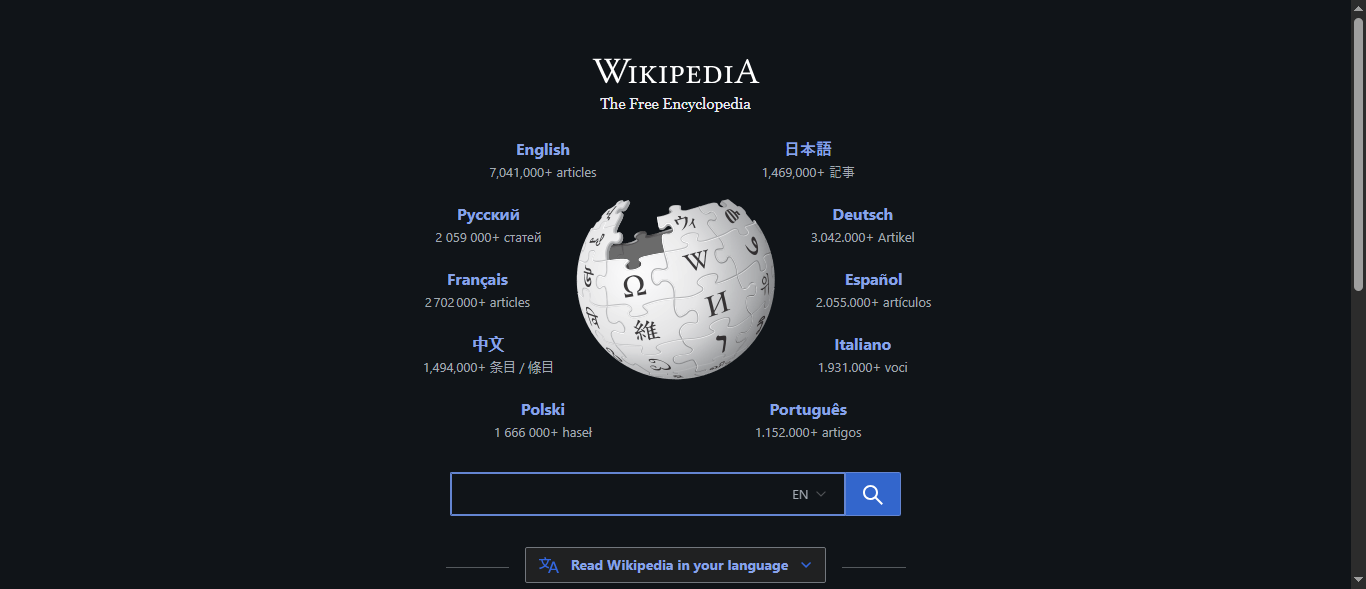 WIKIPEDIA
The Free Encyclopedia
English
7,041,000+ articles
日本語
1,469,000+ 記事
Русский
2 059 000+ статей
Deutsch
3.042.000+ Artikel
Français
2 702 000+ articles
Español
2.055.000+ artículos
中文
1,494,000+ 条目 / 條目
Italiano
1.931.000+ voci
Polski
1 666 000+ haseł
Português
1.152.000+ artigos
Ω
W
И
維
ウィ
EN
Read Wikipedia in your language